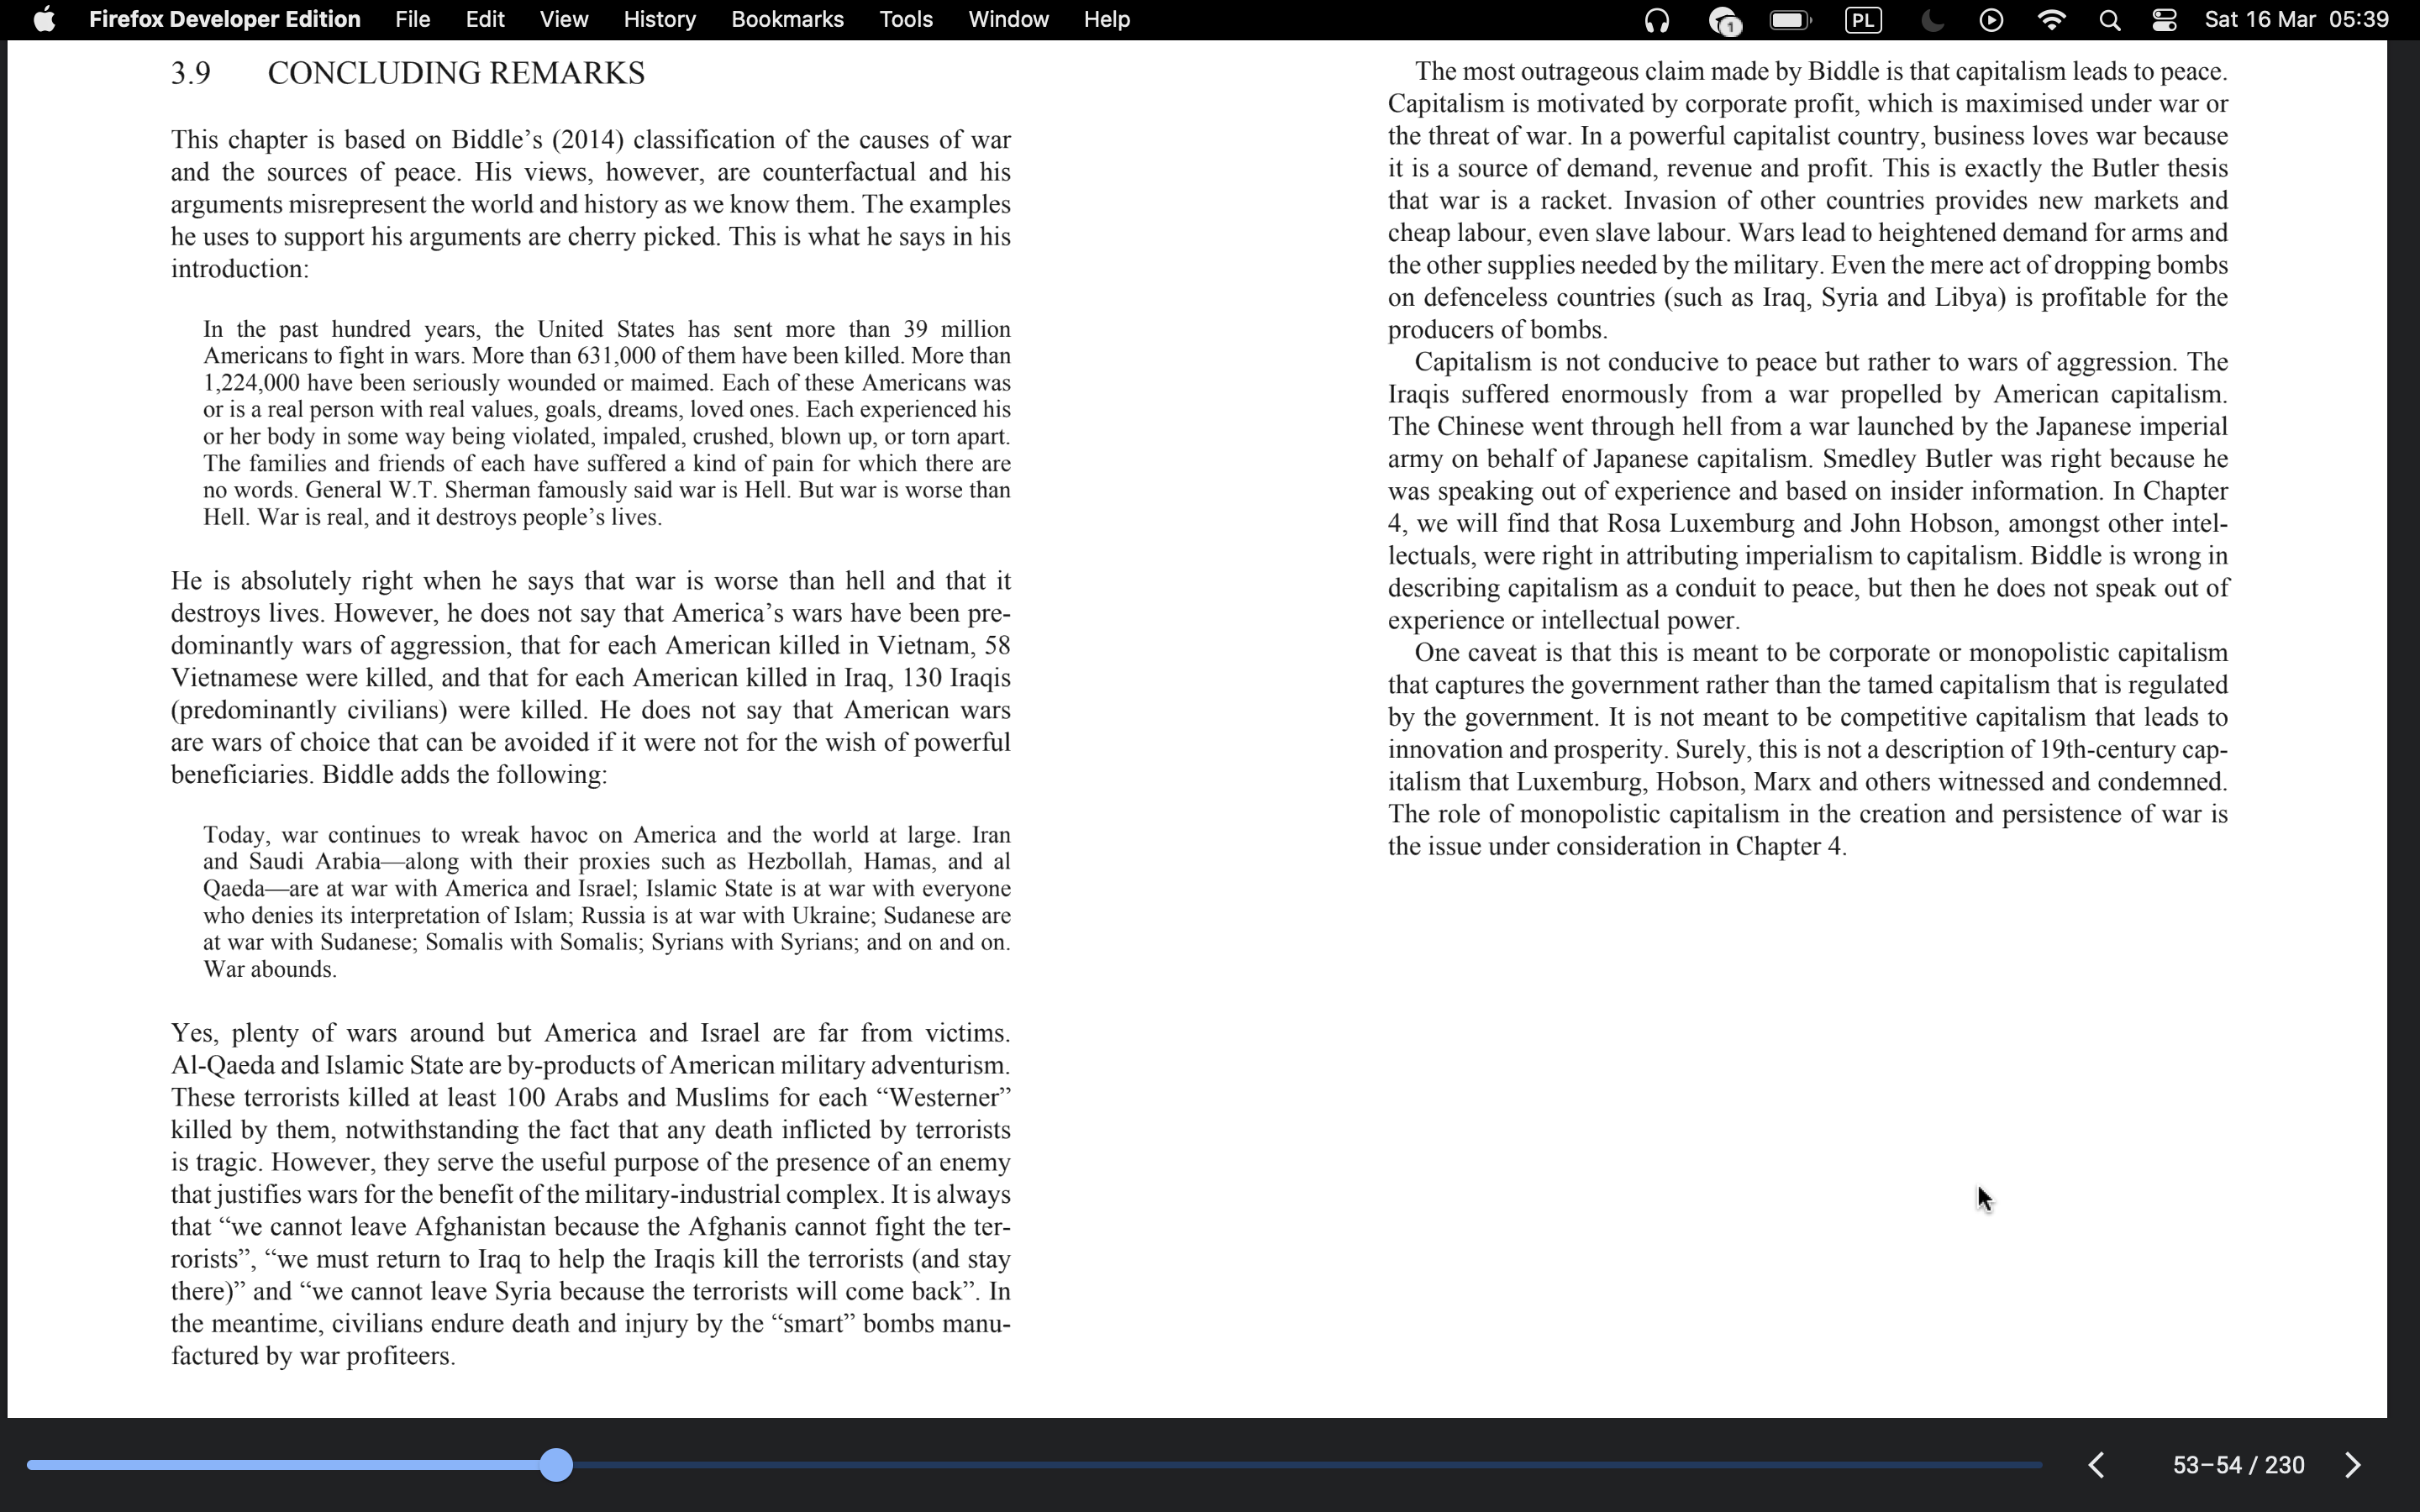 Firefox Developer Edition File Edit View History Bookmarks Tools Window Help 1 PL Sat 16 Mar 05:39
3.9 CONCLUDING REMARKS
This chapter is based on Biddle’s (2014) classification of the causes of war
and the sources of peace. His views, however, are counterfactual and his
arguments misrepresent the world and history as we know them. The examples
he uses to support his arguments are cherry picked. This is what he says in his
introduction:
In the past hundred years, the United States has sent more than 39 million
Americans to fight in wars. More than 631,000 of them have been killed. More than
1,224,000 have been seriously wounded or maimed. Each of these Americans was
or is a real person with real values, goals, dreams, loved ones. Each experienced his
or her body in some way being violated, impaled, crushed, blown up, or torn apart.
The families and friends of each have suffered a kind of pain for which there are
no words. General W.T. Sherman famously said war is Hell. But war is worse than
Hell. War is real, and it destroys people’s lives.
He is absolutely right when he says that war is worse than hell and that it
destroys lives. However, he does not say that America’s wars have been pre-
dominantly wars of aggression, that for each American killed in Vietnam, 58
Vietnamese were killed, and that for each American killed in Iraq, 130 Iraqis
(predominantly civilians) were killed. He does not say that American wars
are wars of choice that can be avoided if it were not for the wish of powerful
beneficiaries. Biddle adds the following:
Today, war continues to wreak havoc on America and the world at large. Iran
and Saudi Arabia—along with their proxies such as Hezbollah, Hamas, and al
Qaeda—are at war with America and Israel; Islamic State is at war with everyone
who denies its interpretation of Islam; Russia is at war with Ukraine; Sudanese are
at war with Sudanese; Somalis with Somalis; Syrians with Syrians; and on and on.
War abounds.
Yes, plenty of wars around but America and Israel are far from victims.
Al-Qaeda and Islamic State are by-products of American military adventurism.
These terrorists killed at least 100 Arabs and Muslims for each “Westerner”
killed by them, notwithstanding the fact that any death inflicted by terrorists
is tragic. However, they serve the useful purpose of the presence of an enemy
that justifies wars for the benefit of the military-industrial complex. It is always
that “we cannot leave Afghanistan because the Afghanis cannot fight the ter-
rorists”, “we must return to Iraq to help the Iraqis kill the terrorists (and stay
there)” and “we cannot leave Syria because the terrorists will come back”. In
the meantime, civilians endure death and injury by the “smart” bombs manu-
factured by war profiteers.
The most outrageous claim made by Biddle is that capitalism leads to peace.
Capitalism is motivated by corporate profit, which is maximised under war or
the threat of war. In a powerful capitalist country, business loves war because
it is a source of demand, revenue and profit. This is exactly the Butler thesis
that war is a racket. Invasion of other countries provides new markets and
cheap labour, even slave labour. Wars lead to heightened demand for arms and
the other supplies needed by the military. Even the mere act of dropping bombs
on defenceless countries (such as Iraq, Syria and Libya) is profitable for the
producers of bombs.
Capitalism is not conducive to peace but rather to wars of aggression. The
Iraqis suffered enormously from a war propelled by American capitalism.
The Chinese went through hell from a war launched by the Japanese imperial
army on behalf of Japanese capitalism. Smedley Butler was right because he
was speaking out of experience and based on insider information. In Chapter
4, we will find that Rosa Luxemburg and John Hobson, amongst other intel-
lectuals, were right in attributing imperialism to capitalism. Biddle is wrong in
describing capitalism as a conduit to peace, but then he does not speak out of
experience or intellectual power.
One caveat is that this is meant to be corporate or monopolistic capitalism
that captures the government rather than the tamed capitalism that is regulated
by the government. It is not meant to be competitive capitalism that leads to
innovation and prosperity. Surely, this is not a description of 19th-century cap-
italism that Luxemburg, Hobson, Marx and others witnessed and condemned.
The role of monopolistic capitalism in the creation and persistence of war is
the issue under consideration in Chapter 4.
53–54 / 230